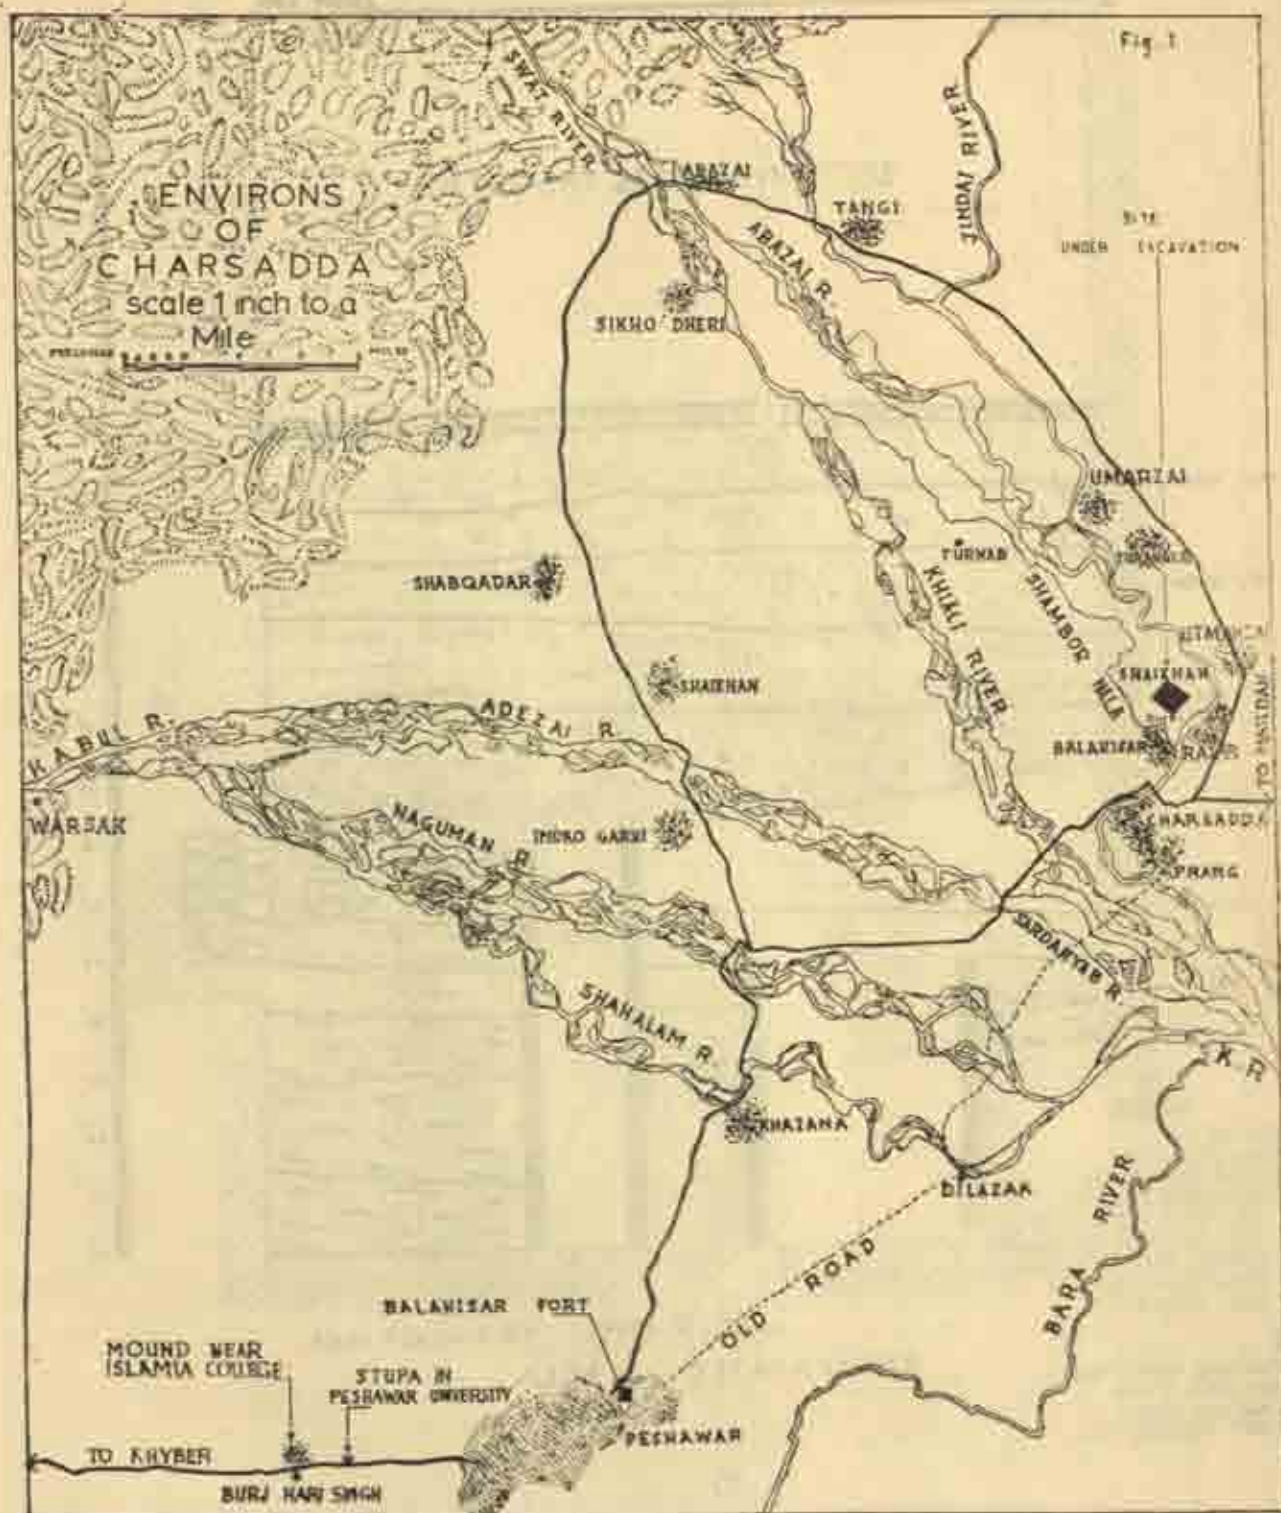 Fig 1
SWAT RIVER
JINDAI RIVER
ABAZAI
TANGI
ENVIRONS
OF
CHARSADDA
scale 1 inch to a
Mile
MILES
SITE
UNDER EXCAVATION
ABAZAI R.
SIKHO DHERI
UMARZAI
TURNAB
SHABQADAR
KHIALI RIVER
SHAMBOR
SHAIKHAN
SHAIKHAN
BALAHISAR
TO MARDAN
KABUL R.
ADEZAI R.
WARSAK
NAGUMAN R.
CHARSADDA
PRANG
SARDARYAB R.
SHAHALAM R.
K R
KHAZANA
DILAZAK
BARA RIVER
OLD ROAD
BALAHISAR FORT
MOUND NEAR
ISLAMIA COLLEGE
STUPA IN
PESHAWAR UNIVERSITY
PESHAWAR
TO KHYBER
BURJ HARI SINGH